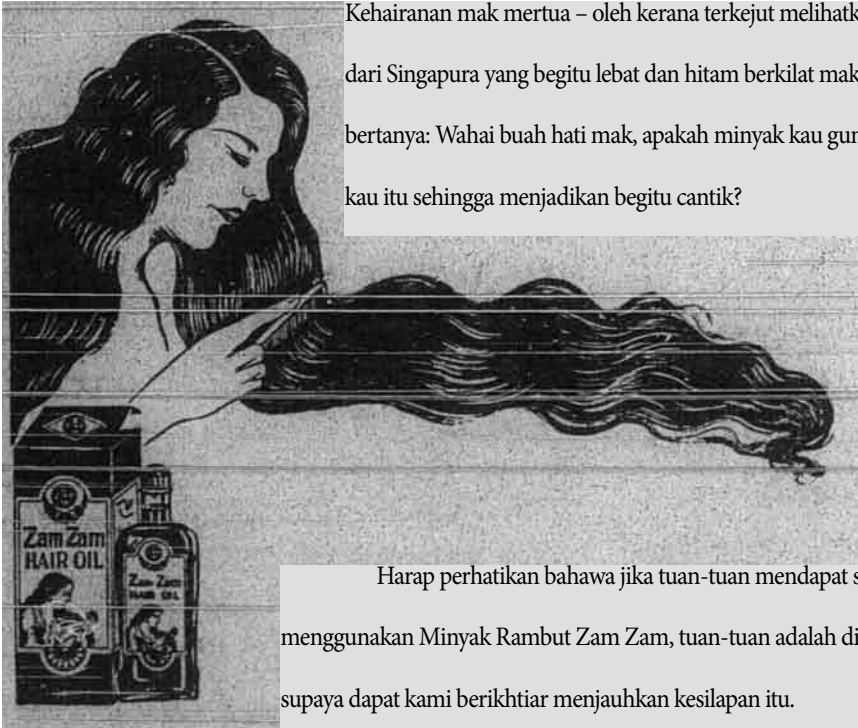 Kehairanan mak mertua – oleh kerana terkejut melihatk
dari Singapura yang begitu lebat dan hitam berkilat mak
bertanya: Wahai buah hati mak, apakah minyak kau gun
kau itu sehingga menjadikan begitu cantik?
Zam Zam
HAIR OIL
Zam Zam
HAIR OIL
Harap perhatikan bahawa jika tuan-tuan mendapat s
menggunakan Minyak Rambut Zam Zam, tuan-tuan adalah di
supaya dapat kami berikhtiar menjauhkan kesilapan itu.